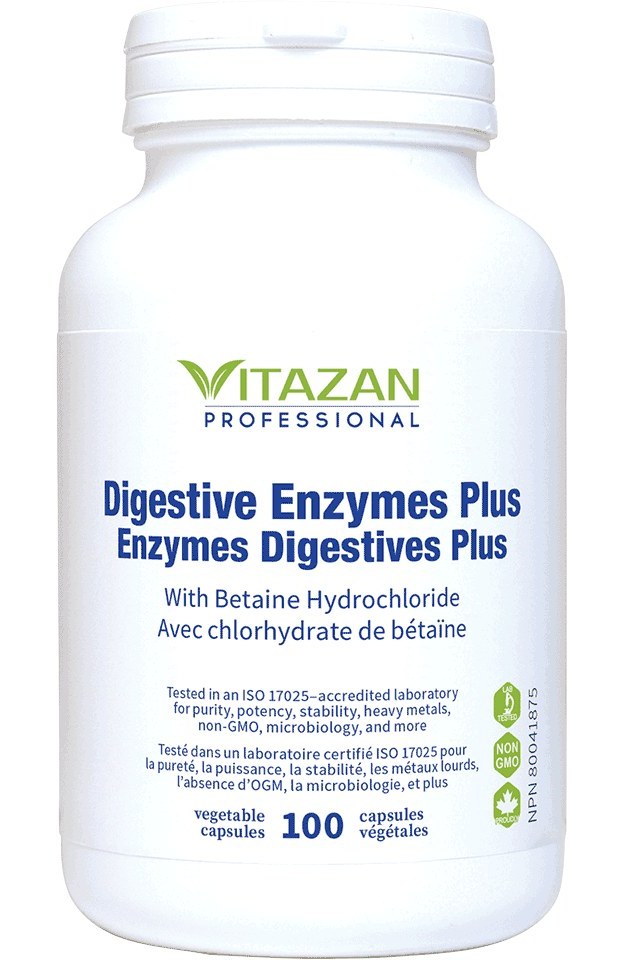 VITAZAN
PROFESSIONAL
Digestive Enzymes Plus
Enzymes Digestives Plus
With Betaine Hydrochloride
Avec chlorhydrate de bétaïne
Tested in an ISO 17025–accredited laboratory
for purity, potency, stability, heavy metals,
non-GMO, microbiology, and more
Testé dans un laboratoire certifié ISO 17025 pour
la pureté, la puissance, la stabilité, les métaux lourds,
l'absence d'OGM, la microbiologie, et plus
vegetable
capsules
100
capsules
végétales
LAB
TESTED
NON
GMO
PROUDLY
NPN 80041875